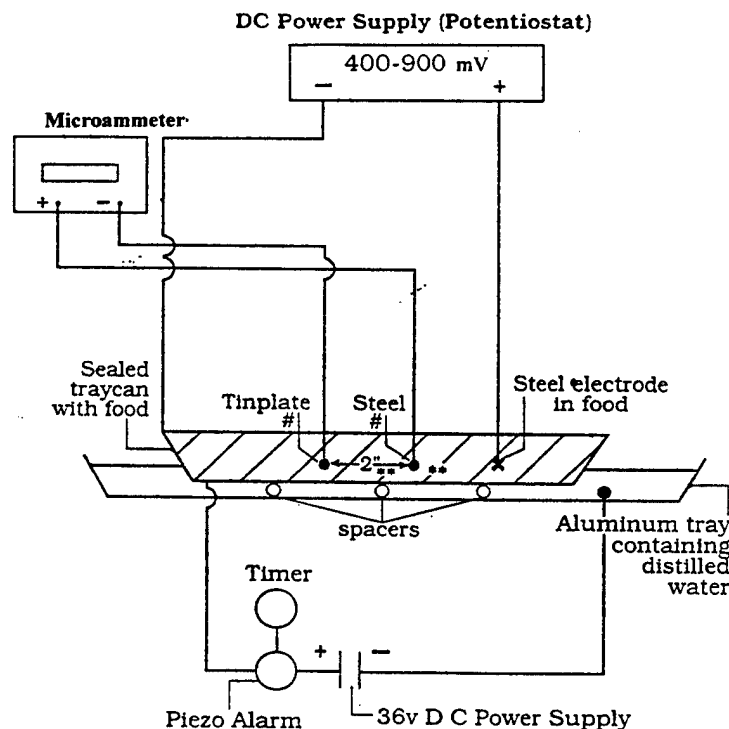 DC Power Supply (Potentiostat)
400-900 mV
− +
Microammeter
+ −
Sealed
traycan
with food
Tinplate
#
Steel
#
Steel electrode
in food
2"
** **
spacers
Aluminum tray
containing
distilled
water
Timer
+ −
Piezo Alarm
36v D C Power Supply